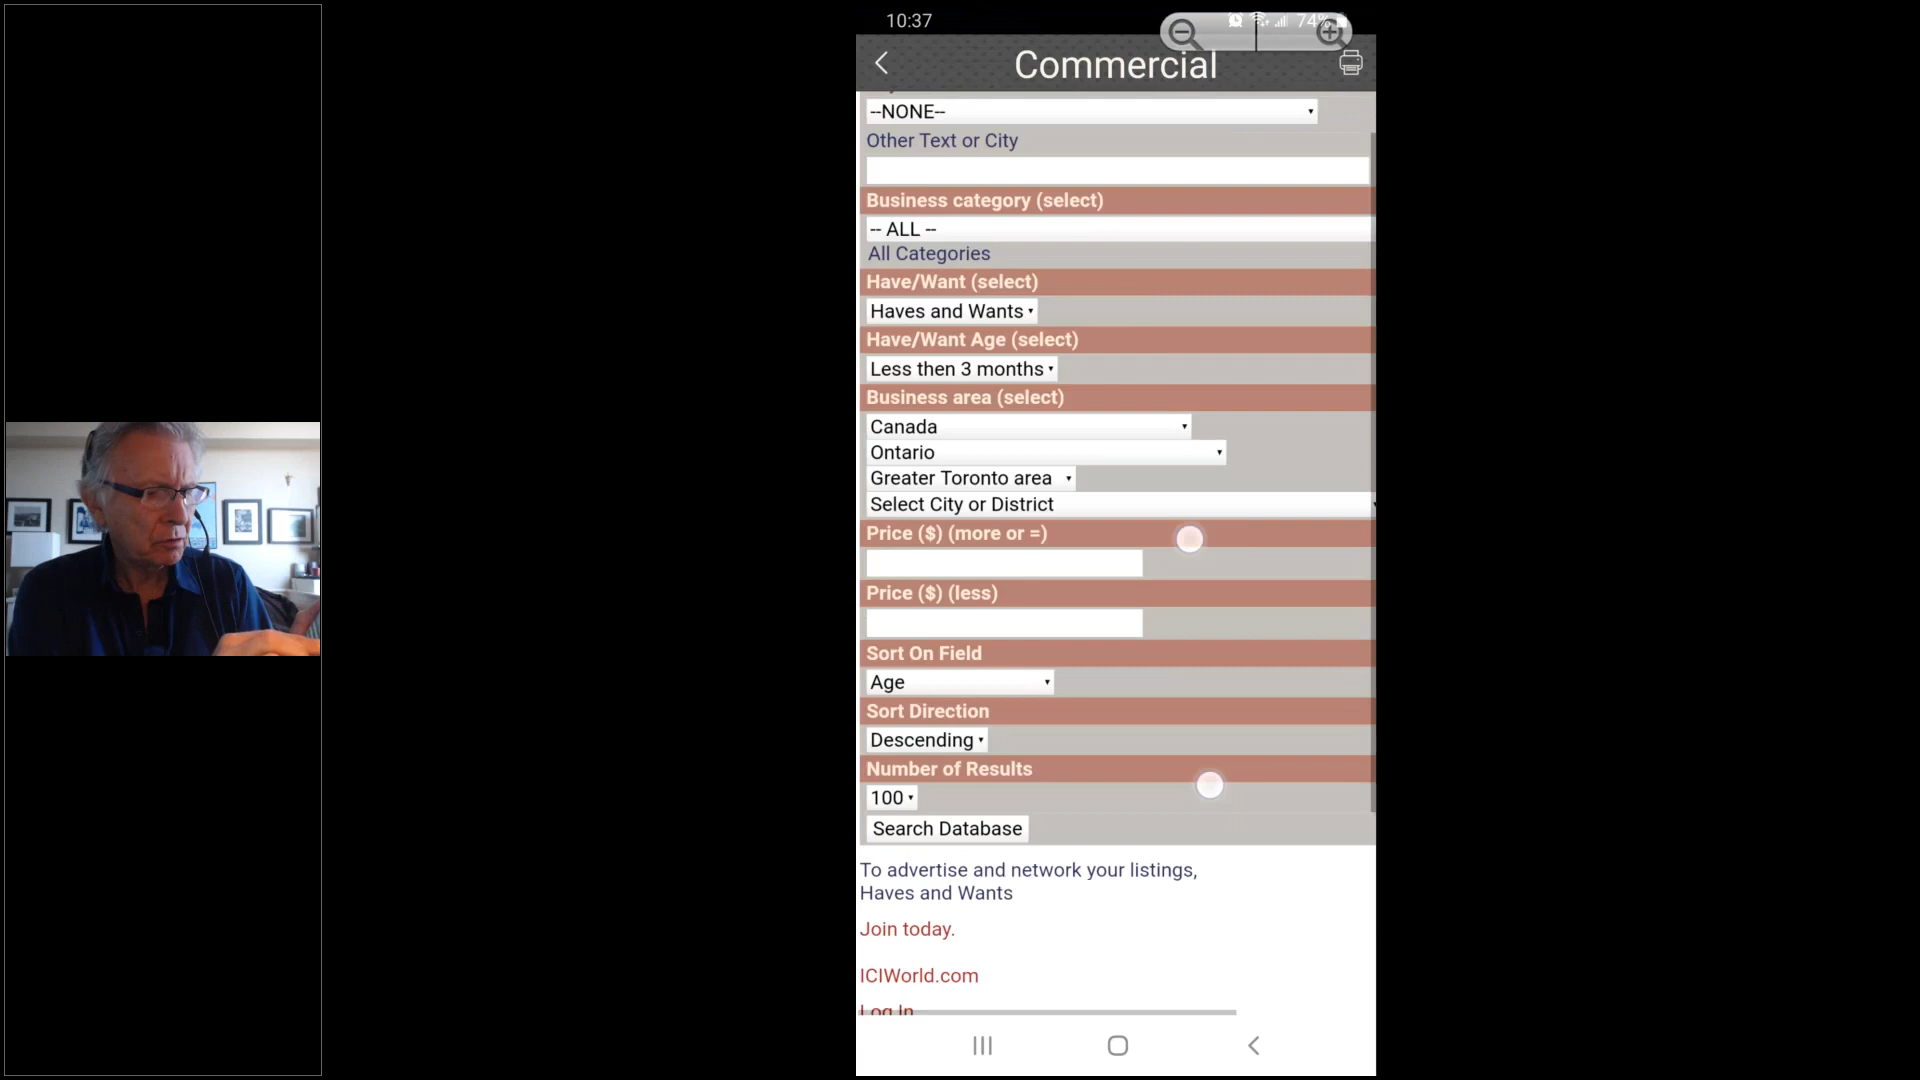 10:37
74%
Commercial
--NONE--
Other Text or City
Business category (select)
-- ALL --
All Categories
Have/Want (select)
Haves and Wants
Have/Want Age (select)
Less then 3 months
Business area (select)
Canada
Ontario
Greater Toronto area
Select City or District
Price ($) (more or =)
Price ($) (less)
Sort On Field
Age
Sort Direction
Descending
Number of Results
100
Search Database
To advertise and network your listings,
Haves and Wants
Join today.
ICIWorld.com
Log In